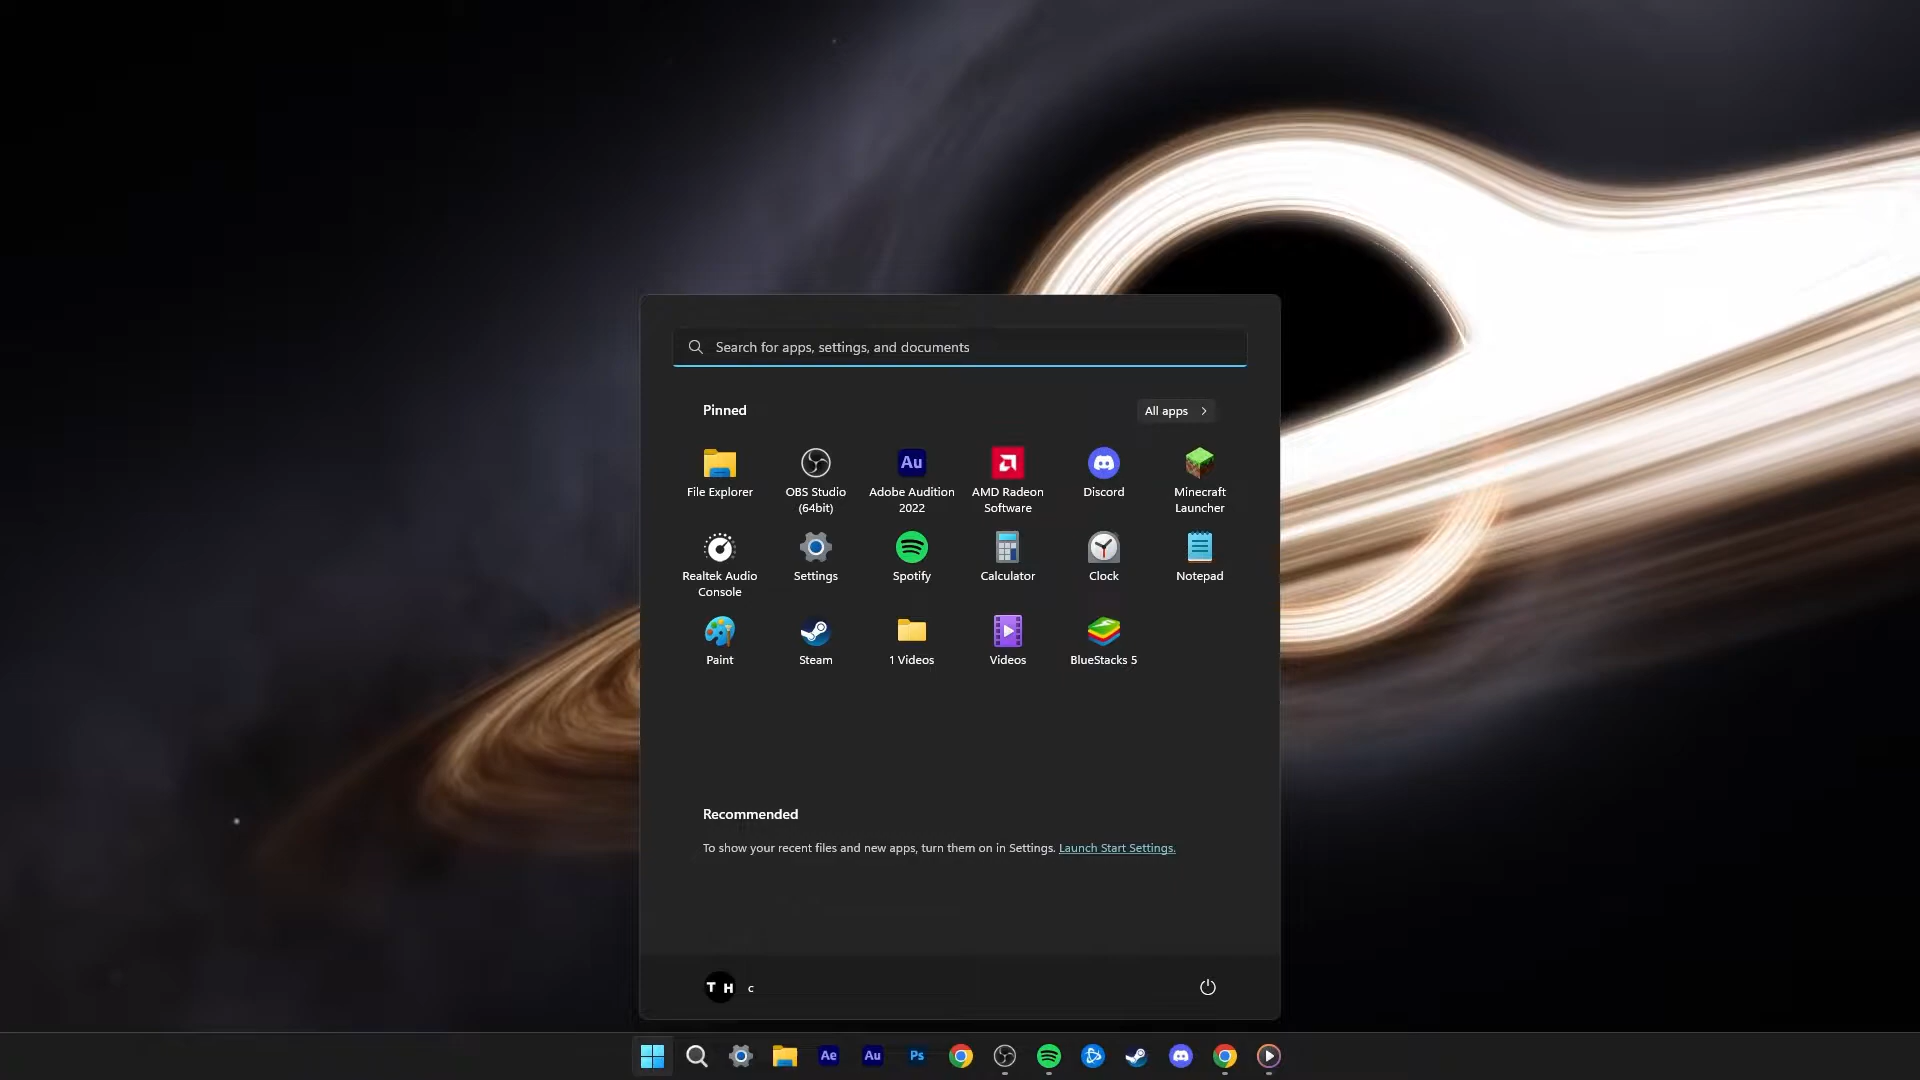 Search for apps, settings, and documents
Pinned
All apps
File Explorer
OBS Studio
(64bit)
Au
Adobe Audition
2022
AMD Radeon
Software
Discord
Minecraft
Launcher
Realtek Audio
Console
Settings
Spotify
Calculator
Clock
Notepad
Paint
Steam
1 Videos
Videos
BlueStacks 5
Recommended
To show your recent files and new apps, turn them on in Settings. Launch Start Settings.
T H c
Ae Au Ps